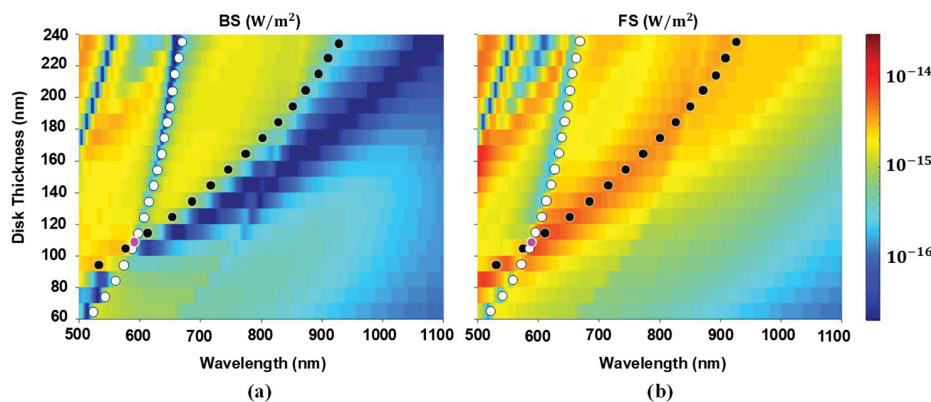 BS (W/m²)
FS (W/m²)
Disk Thickness (nm)
240
220
200
180
160
140
120
100
80
60
500 600 700 800 900 1000 1100
500 600 700 800 900 1000 1100
10⁻¹⁴
10⁻¹⁵
10⁻¹⁶
Wavelength (nm)
Wavelength (nm)
(a)
(b)